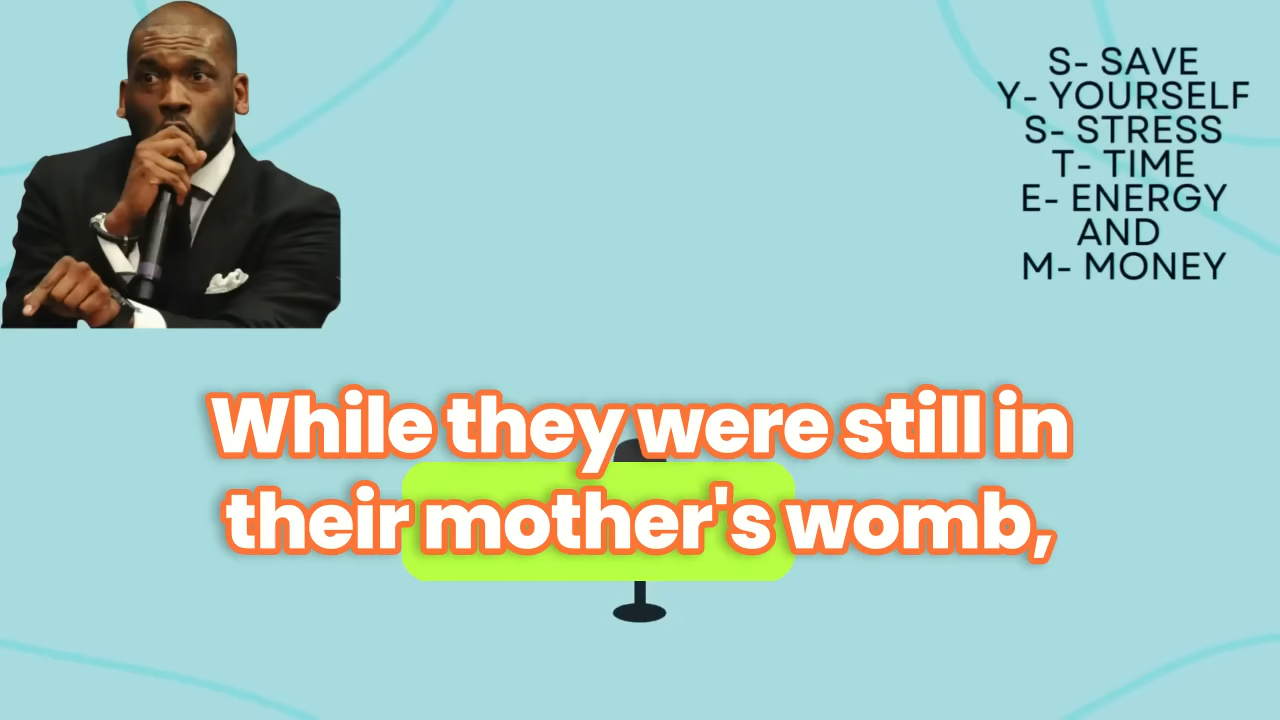 S- SAVE
Y- YOURSELF
S- STRESS
T- TIME
E- ENERGY
AND
M- MONEY
While they were still in
their mother's womb,